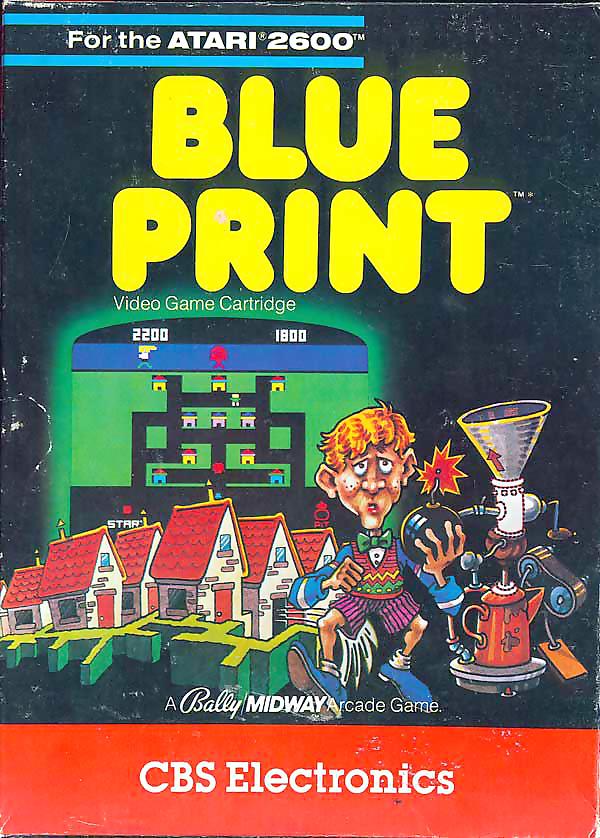 For the ATARI® 2600™
BLUE
PRINT™*
Video Game Cartridge
2200 1800
START
A Bally MIDWAY Arcade Game.
CBS Electronics